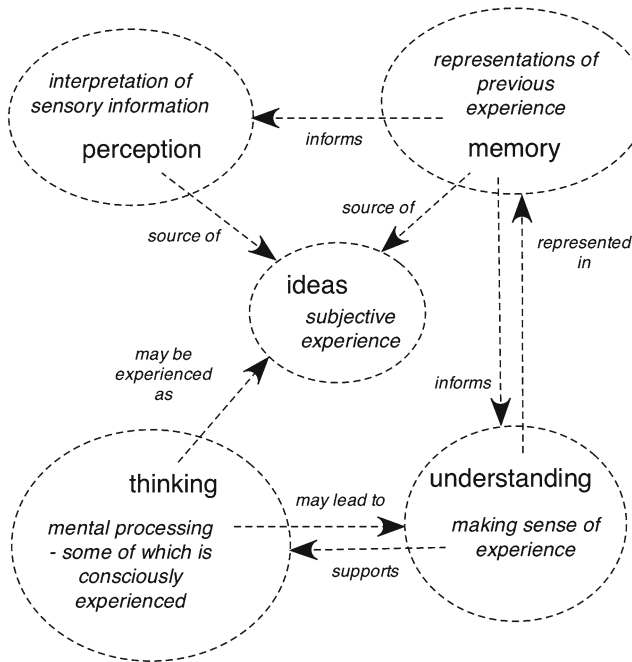 interpretation of
sensory information
perception
representations of
previous
experience
memory
informs
source of
source of
represented
in
ideas
subjective
experience
may be
experienced
as
informs
thinking
mental processing
- some of which is
consciously
experienced
may lead to
supports
understanding
making sense of
experience